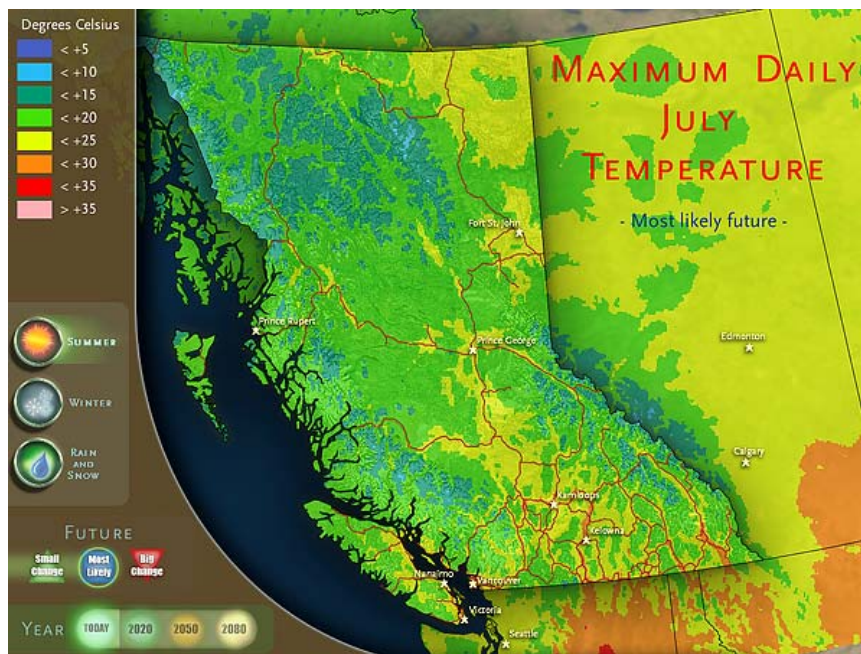 Degrees Celsius
< +5
< +10
< +15
< +20
< +25
< +30
< +35
> +35
MAXIMUM DAILY
JULY
TEMPERATURE
- Most likely future -
Fort St. John
Prince Rupert
Prince George
Edmonton
Calgary
Kamloops
Kelowna
Nanaimo
Vancouver
Victoria
Seattle
SUMMER
WINTER
RAIN
AND
SNOW
FUTURE
Small
Change
Most
Likely
Big
Change
YEAR TODAY 2020 2050 2080